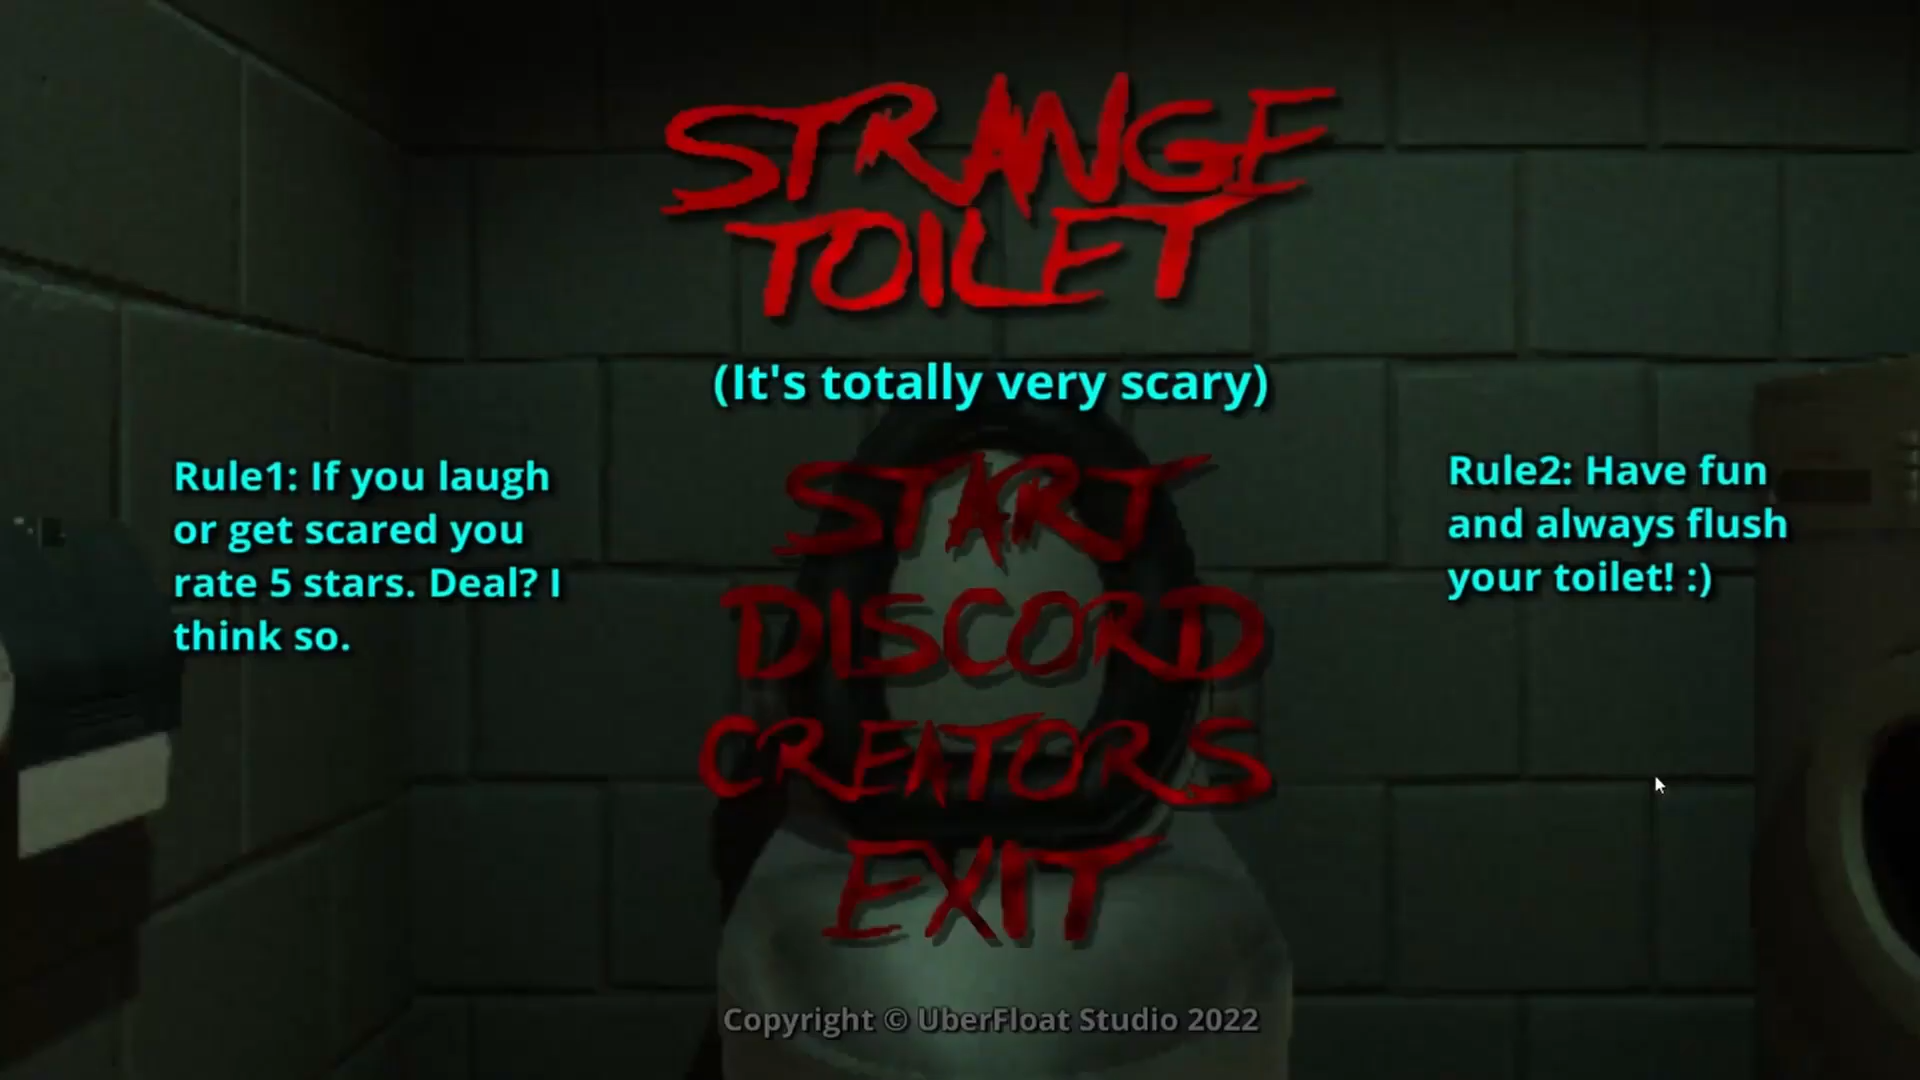 STRANGE
TOILET
(It's totally very scary)
Rule1: If you laugh
or get scared you
rate 5 stars. Deal? I
think so.
Rule2: Have fun
and always flush
your toilet! :)
START
DISCORD
CREATORS
EXIT
Copyright © UberFloat Studio 2022